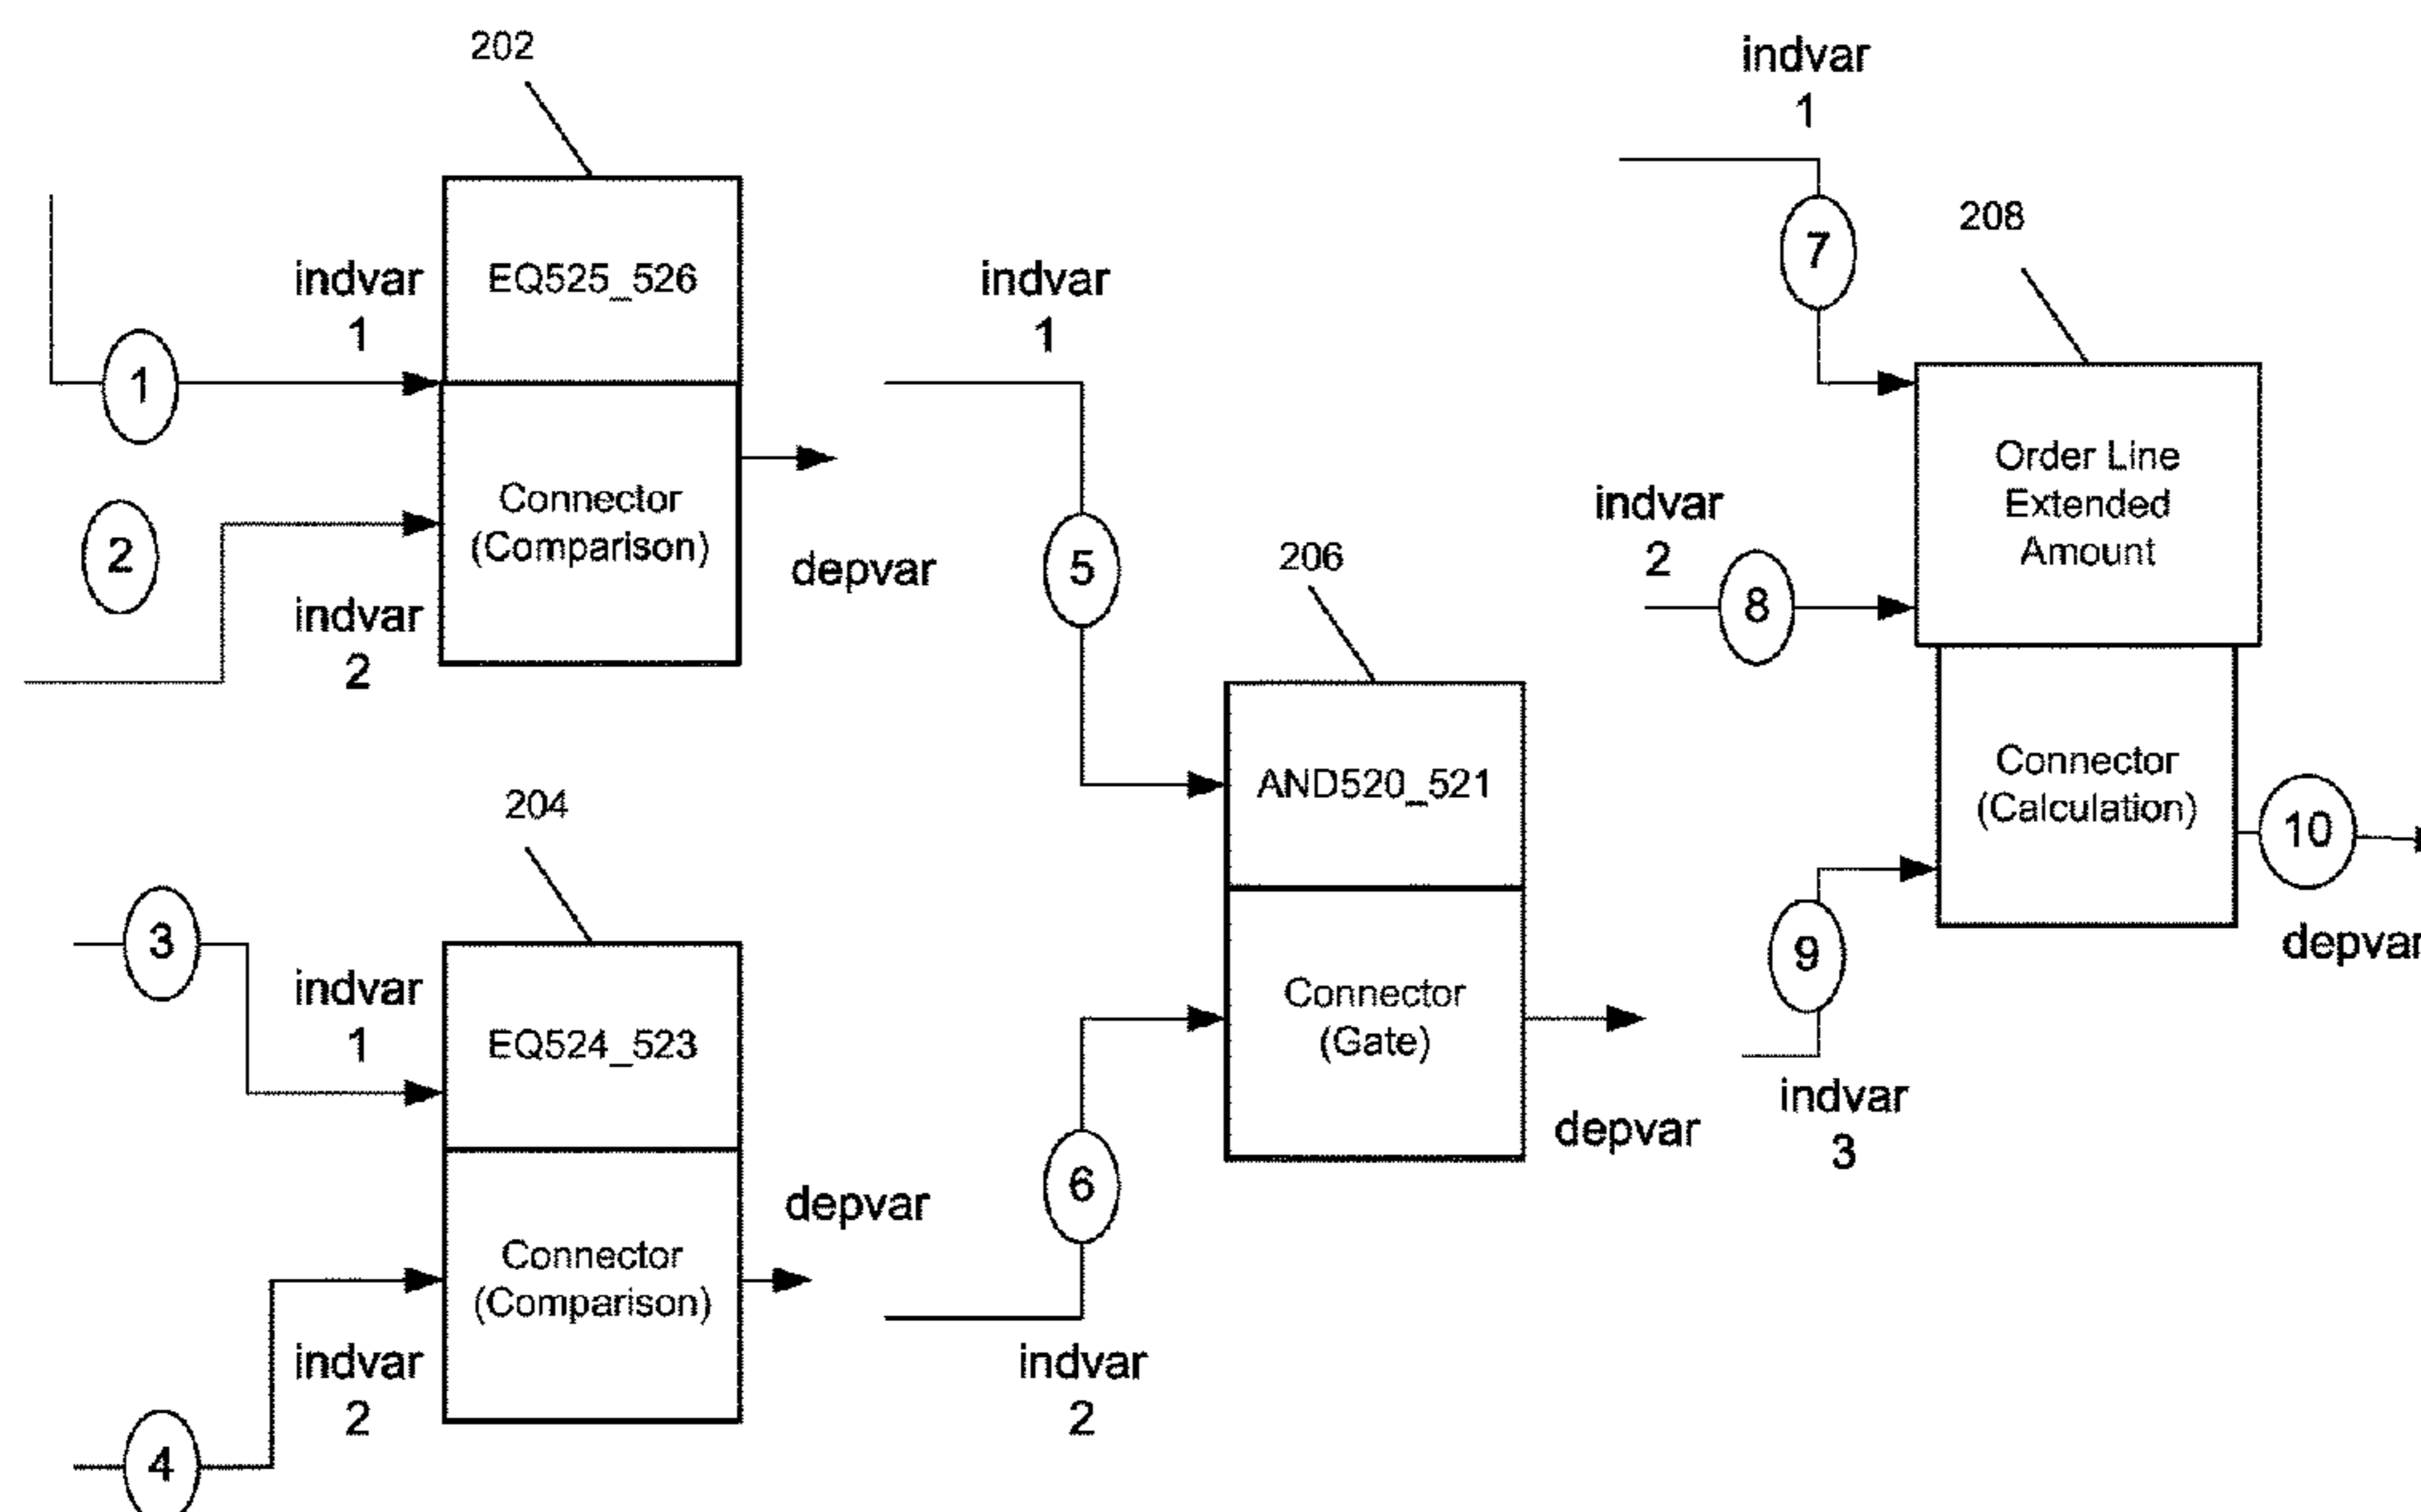 202
indvar
1
208
indvar
1
EQ525_526
indvar
1
7
1
Connector
(Comparison)
2
depvar
indvar
2
5
206
indvar
2
8
Order Line
Extended
Amount
204
AND520_521
Connector
(Calculation)
10
depvar
3
indvar
1
EQ524_523
Connector
(Gate)
9
indvar
3
depvar
6
depvar
Connector
(Comparison)
indvar
2
indvar
2
4